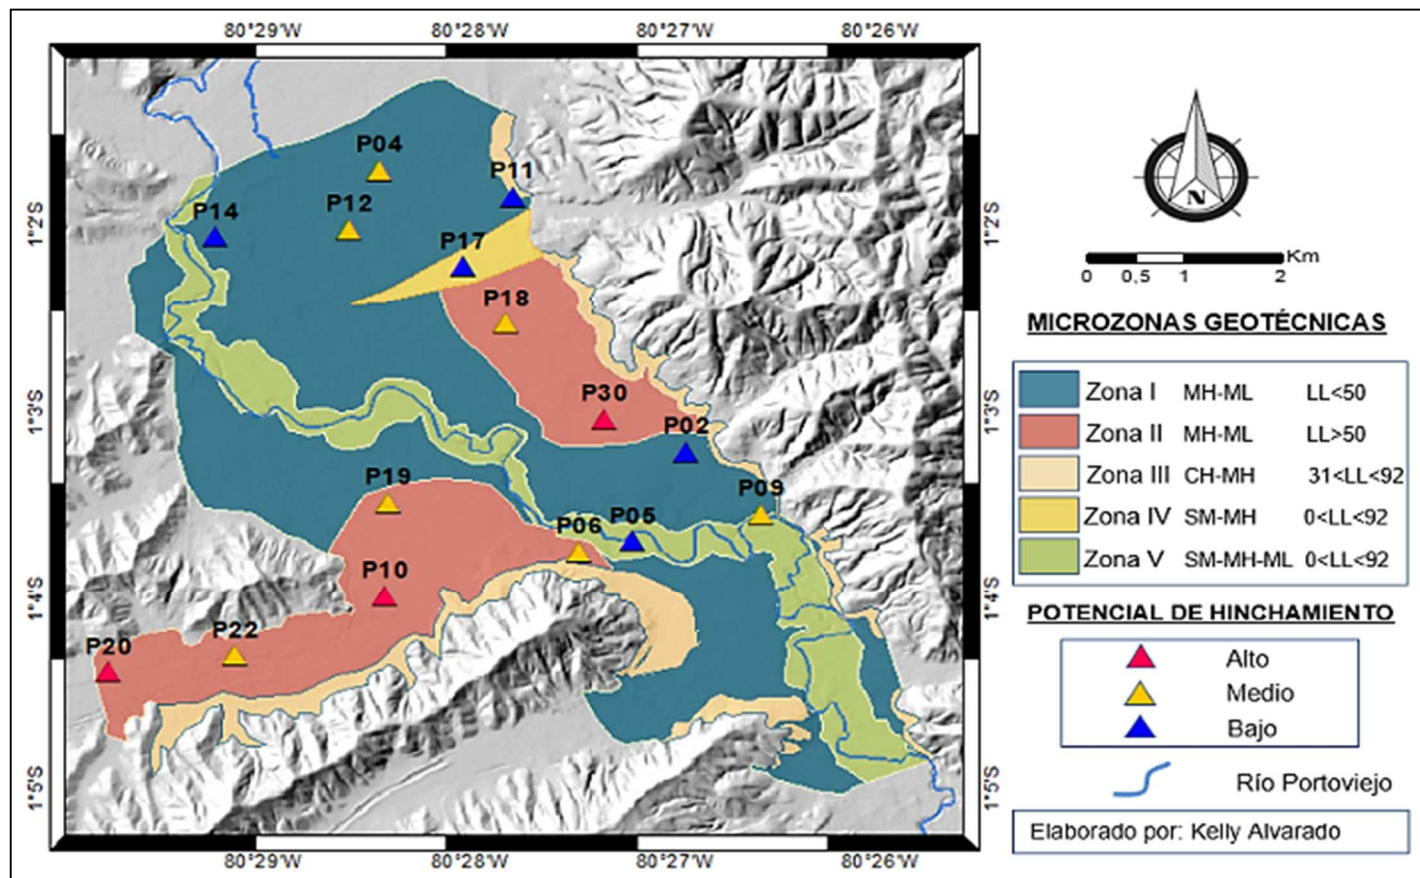 80°29'W 80°28'W 80°27'W 80°26'W
P04
P11
P12
P14
P17
P18
P30
P02
P19
P09
P05
P06
P10
P22
P20
1°2'S
1°3'S
1°4'S
1°5'S
1°2'S
1°3'S
1°4'S
1°5'S
80°29'W 80°28'W 80°27'W 80°26'W
N
Km
0 0,5 1 2
MICROZONAS GEOTÉCNICAS
Zona I MH-ML LL<50
Zona II MH-ML LL>50
Zona III CH-MH 31<LL<92
Zona IV SM-MH 0<LL<92
Zona V SM-MH-ML 0<LL<92
POTENCIAL DE HINCHAMIENTO
Alto
Medio
Bajo
Río Portoviejo
Elaborado por: Kelly Alvarado